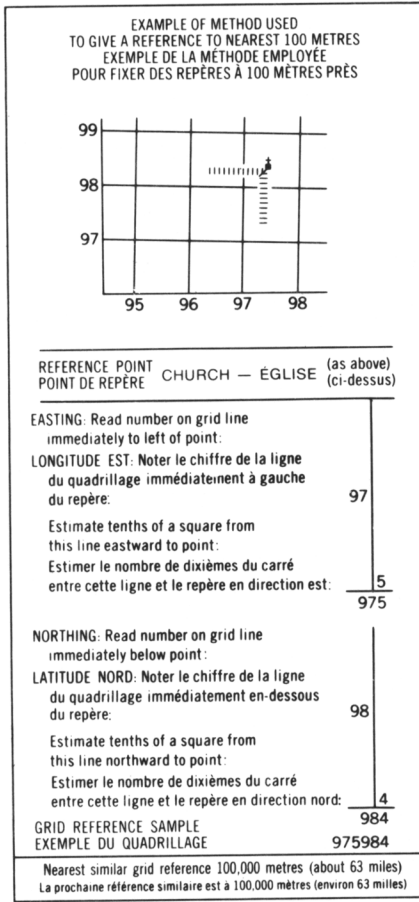 EXAMPLE OF METHOD USED
TO GIVE A REFERENCE TO NEAREST 100 METRES
EXEMPLE DE LA MÉTHODE EMPLOYÉE
POUR FIXER DES REPÈRES À 100 MÈTRES PRÈS
99
98
97
95 96 97 98
REFERENCE POINT
POINT DE REPÈRE
CHURCH — ÉGLISE
(as above)
(ci-dessus)
EASTING: Read number on grid line
immediately to left of point:
LONGITUDE EST: Noter le chiffre de la ligne
du quadrillage immédiatement à gauche
du repère: 97
Estimate tenths of a square from
this line eastward to point:
Estimer le nombre de dixièmes du carré
entre cette ligne et le repère en direction est: 5
975
NORTHING: Read number on grid line
immediately below point:
LATITUDE NORD: Noter le chiffre de la ligne
du quadrillage immédiatement en-dessous
du repère: 98
Estimate tenths of a square from
this line northward to point:
Estimer le nombre de dixièmes du carré
entre cette ligne et le repère en direction nord: 4
984
GRID REFERENCE SAMPLE
EXEMPLE DU QUADRILLAGE 975984
Nearest similar grid reference 100,000 metres (about 63 miles)
La prochaine référence similaire est à 100,000 mètres (environ 63 milles)